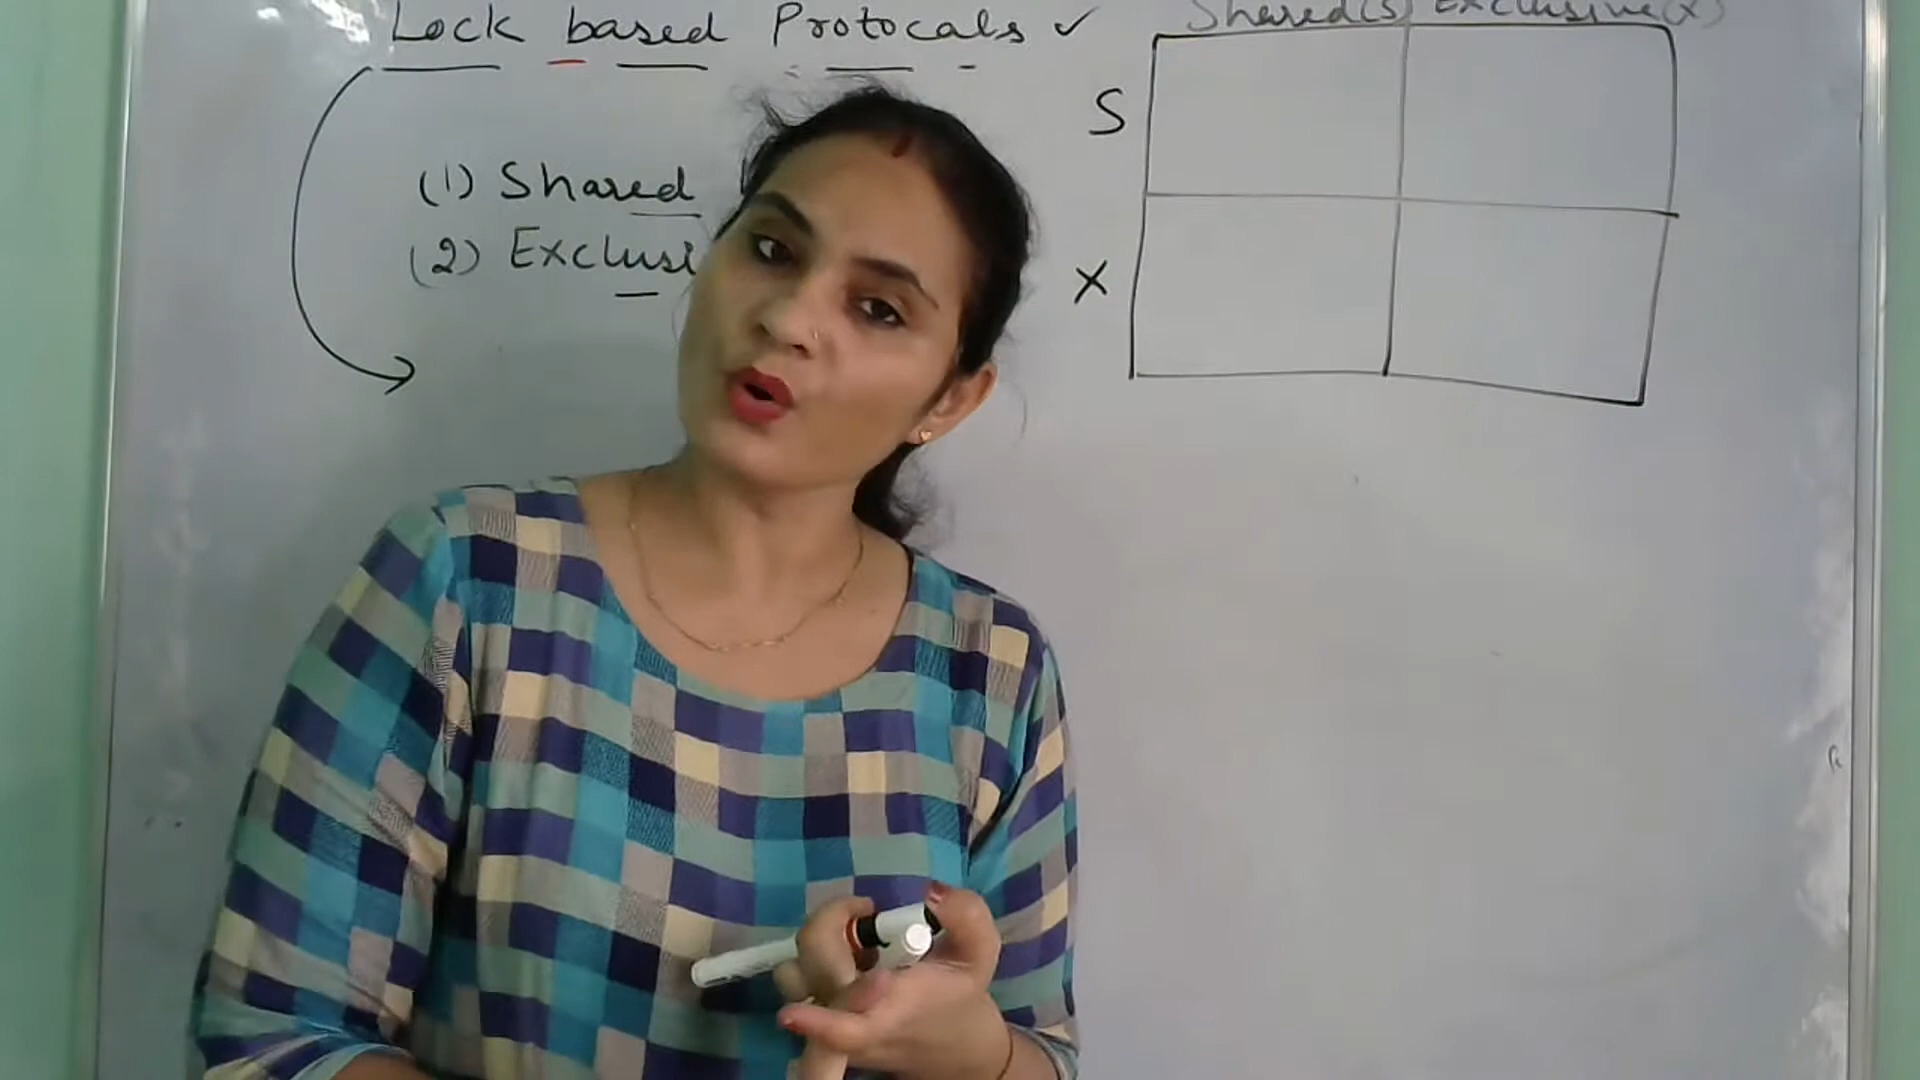 Lock based Protocals ✓
Shared(s) Exclusive(x)
S
(1) Shared
(2) Exclusi
X